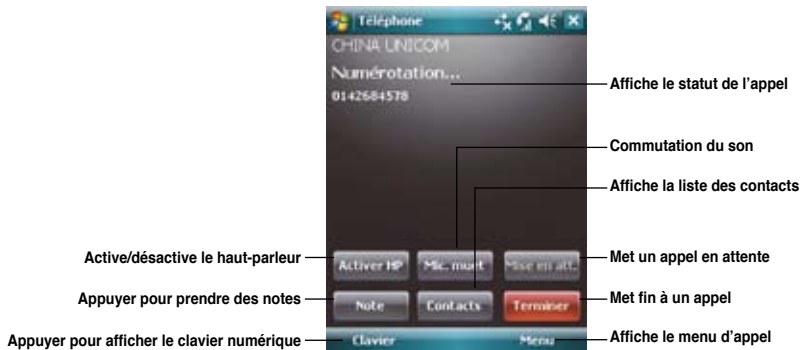 Téléphone
CHINA UNICOM
Numérotation...
0142684578
Affiche le statut de l'appel
Commutation du son
Affiche la liste des contacts
Active/désactive le haut-parleur
Activer HP
Mic. muet
Mise en att.
Met un appel en attente
Appuyer pour prendre des notes
Note
Contacts
Terminer
Met fin à un appel
Appuyer pour afficher le clavier numérique
Clavier
Menu
Affiche le menu d'appel